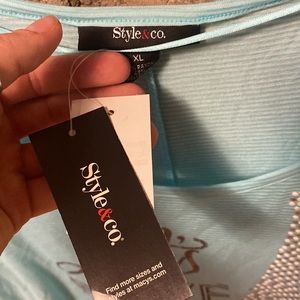 Style&co.
XL
Style&co.
Find more sizes and
styles at macys.com